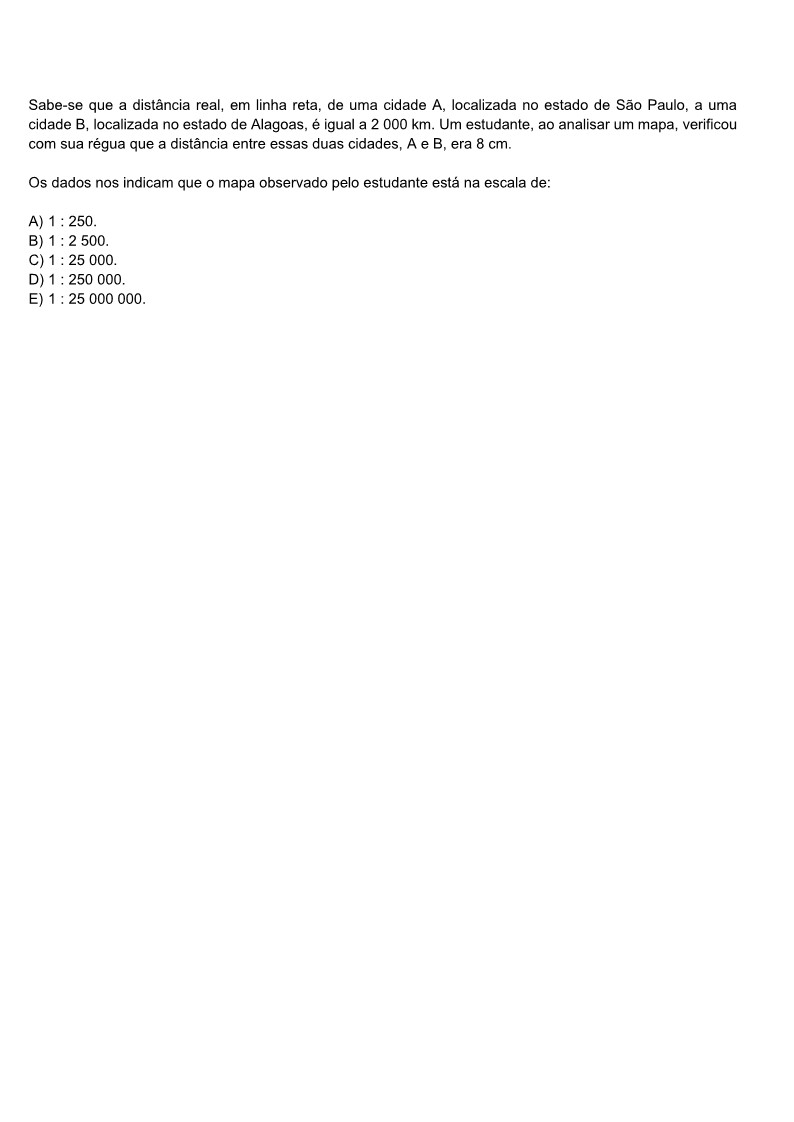 Sabe-se que a distância real, em linha reta, de uma cidade A, localizada no estado de São Paulo, a uma
cidade B, localizada no estado de Alagoas, é igual a 2 000 km. Um estudante, ao analisar um mapa, verificou
com sua régua que a distância entre essas duas cidades, A e B, era 8 cm.
Os dados nos indicam que o mapa observado pelo estudante está na escala de:
A) 1 : 250.
B) 1 : 2 500.
C) 1 : 25 000.
D) 1 : 250 000.
E) 1 : 25 000 000.